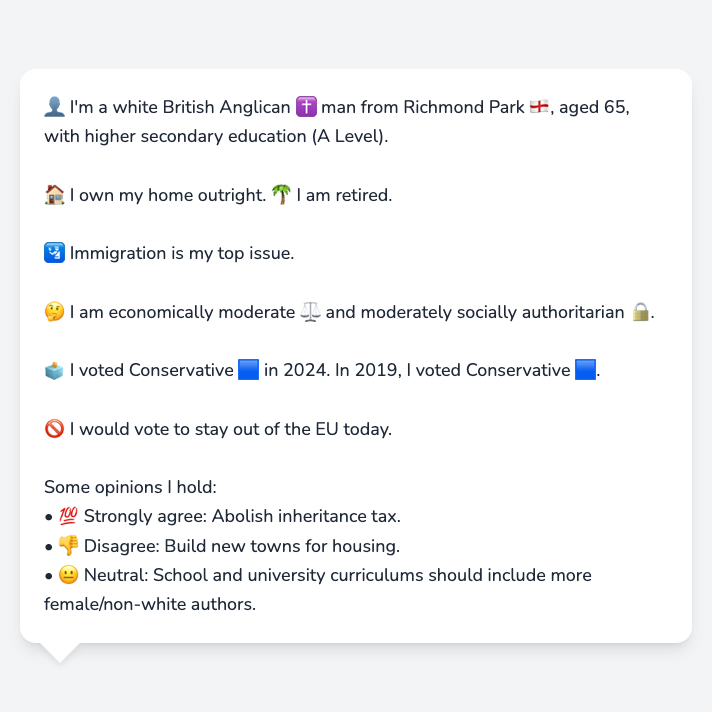 👤 I'm a white British Anglican ✝️ man from Richmond Park 🏴󠁧󠁢󠁥󠁮󠁧󠁿, aged 65,
with higher secondary education (A Level).
🏠 I own my home outright. 🌴 I am retired.
🛂 Immigration is my top issue.
🤔 I am economically moderate ⚖️ and moderately socially authoritarian 🔒.
🗳️ I voted Conservative 🟦 in 2024. In 2019, I voted Conservative 🟦.
🚫 I would vote to stay out of the EU today.
Some opinions I hold:
• 💯 Strongly agree: Abolish inheritance tax.
• 👎 Disagree: Build new towns for housing.
• 😐 Neutral: School and university curriculums should include more
female/non-white authors.